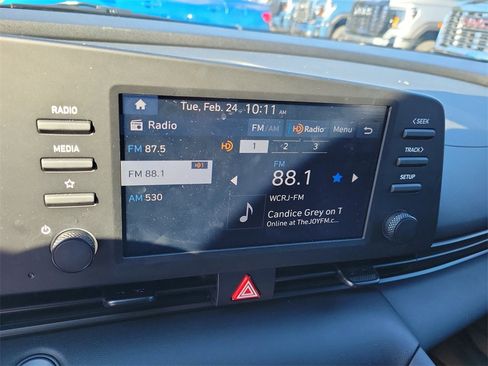 Tue, Feb. 24 10:11 AM
RADIO
MEDIA
Radio
FM/AM
HD Radio
Menu
<SEEK
TRACK>
SETUP
FM 87.5
HD 1 2 3
FM 88.1 HD1
AM 530
FM
88.1
WCRJ-FM
Candice Grey on T
Online at TheJOYFM.c...